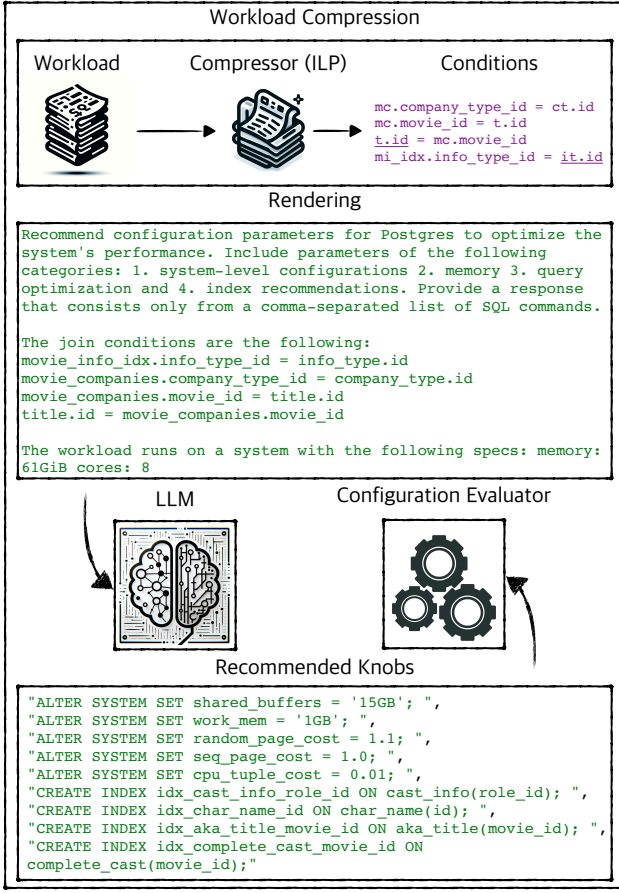 Workload Compression
Workload
Compressor (ILP)
Conditions
mc.company_type_id = ct.id
mc.movie_id = t.id
t.id = mc.movie_id
mi_idx.info_type_id = it.id
Rendering
Recommend configuration parameters for Postgres to optimize the
system's performance. Include parameters of the following
categories: 1. system-level configurations 2. memory 3. query
optimization and 4. index recommendations. Provide a response
that consists only from a comma-separated list of SQL commands.
The join conditions are the following:
movie_info_idx.info_type_id = info_type.id
movie_companies.company_type_id = company_type.id
movie_companies.movie_id = title.id
title.id = movie_companies.movie_id
The workload runs on a system with the following specs: memory:
61GiB cores: 8
LLM
Configuration Evaluator
Recommended Knobs
"ALTER SYSTEM SET shared_buffers = '15GB'; ",
"ALTER SYSTEM SET work_mem = '1GB'; ",
"ALTER SYSTEM SET random_page_cost = 1.1; ",
"ALTER SYSTEM SET seq_page_cost = 1.0; ",
"ALTER SYSTEM SET cpu_tuple_cost = 0.01; ",
"CREATE INDEX idx_cast_info_role_id ON cast_info(role_id); ",
"CREATE INDEX idx_char_name_id ON char_name(id); ",
"CREATE INDEX idx_aka_title_movie_id ON aka_title(movie_id); ",
"CREATE INDEX idx_complete_cast_movie_id ON
complete_cast(movie_id);"